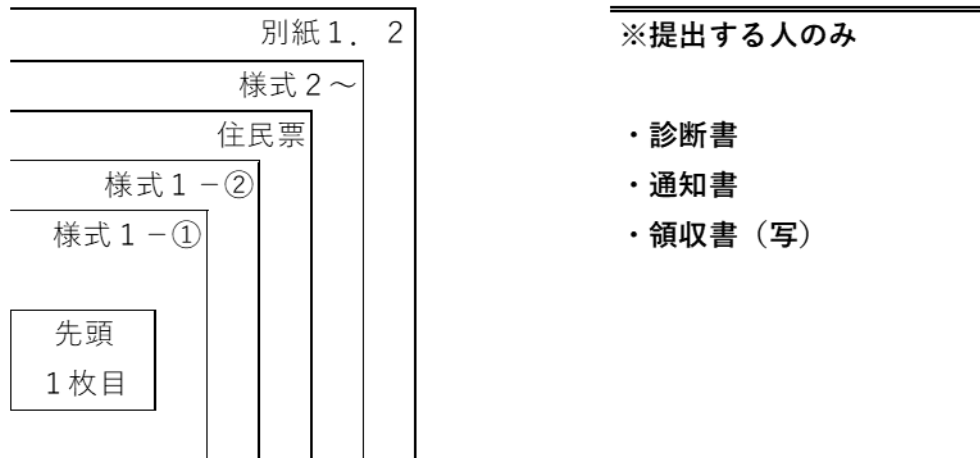 別紙１．２
様式２～
住民票
様式１－②
様式１－①
先頭
１枚目
※提出する人のみ
・診断書
・通知書
・領収書（写）